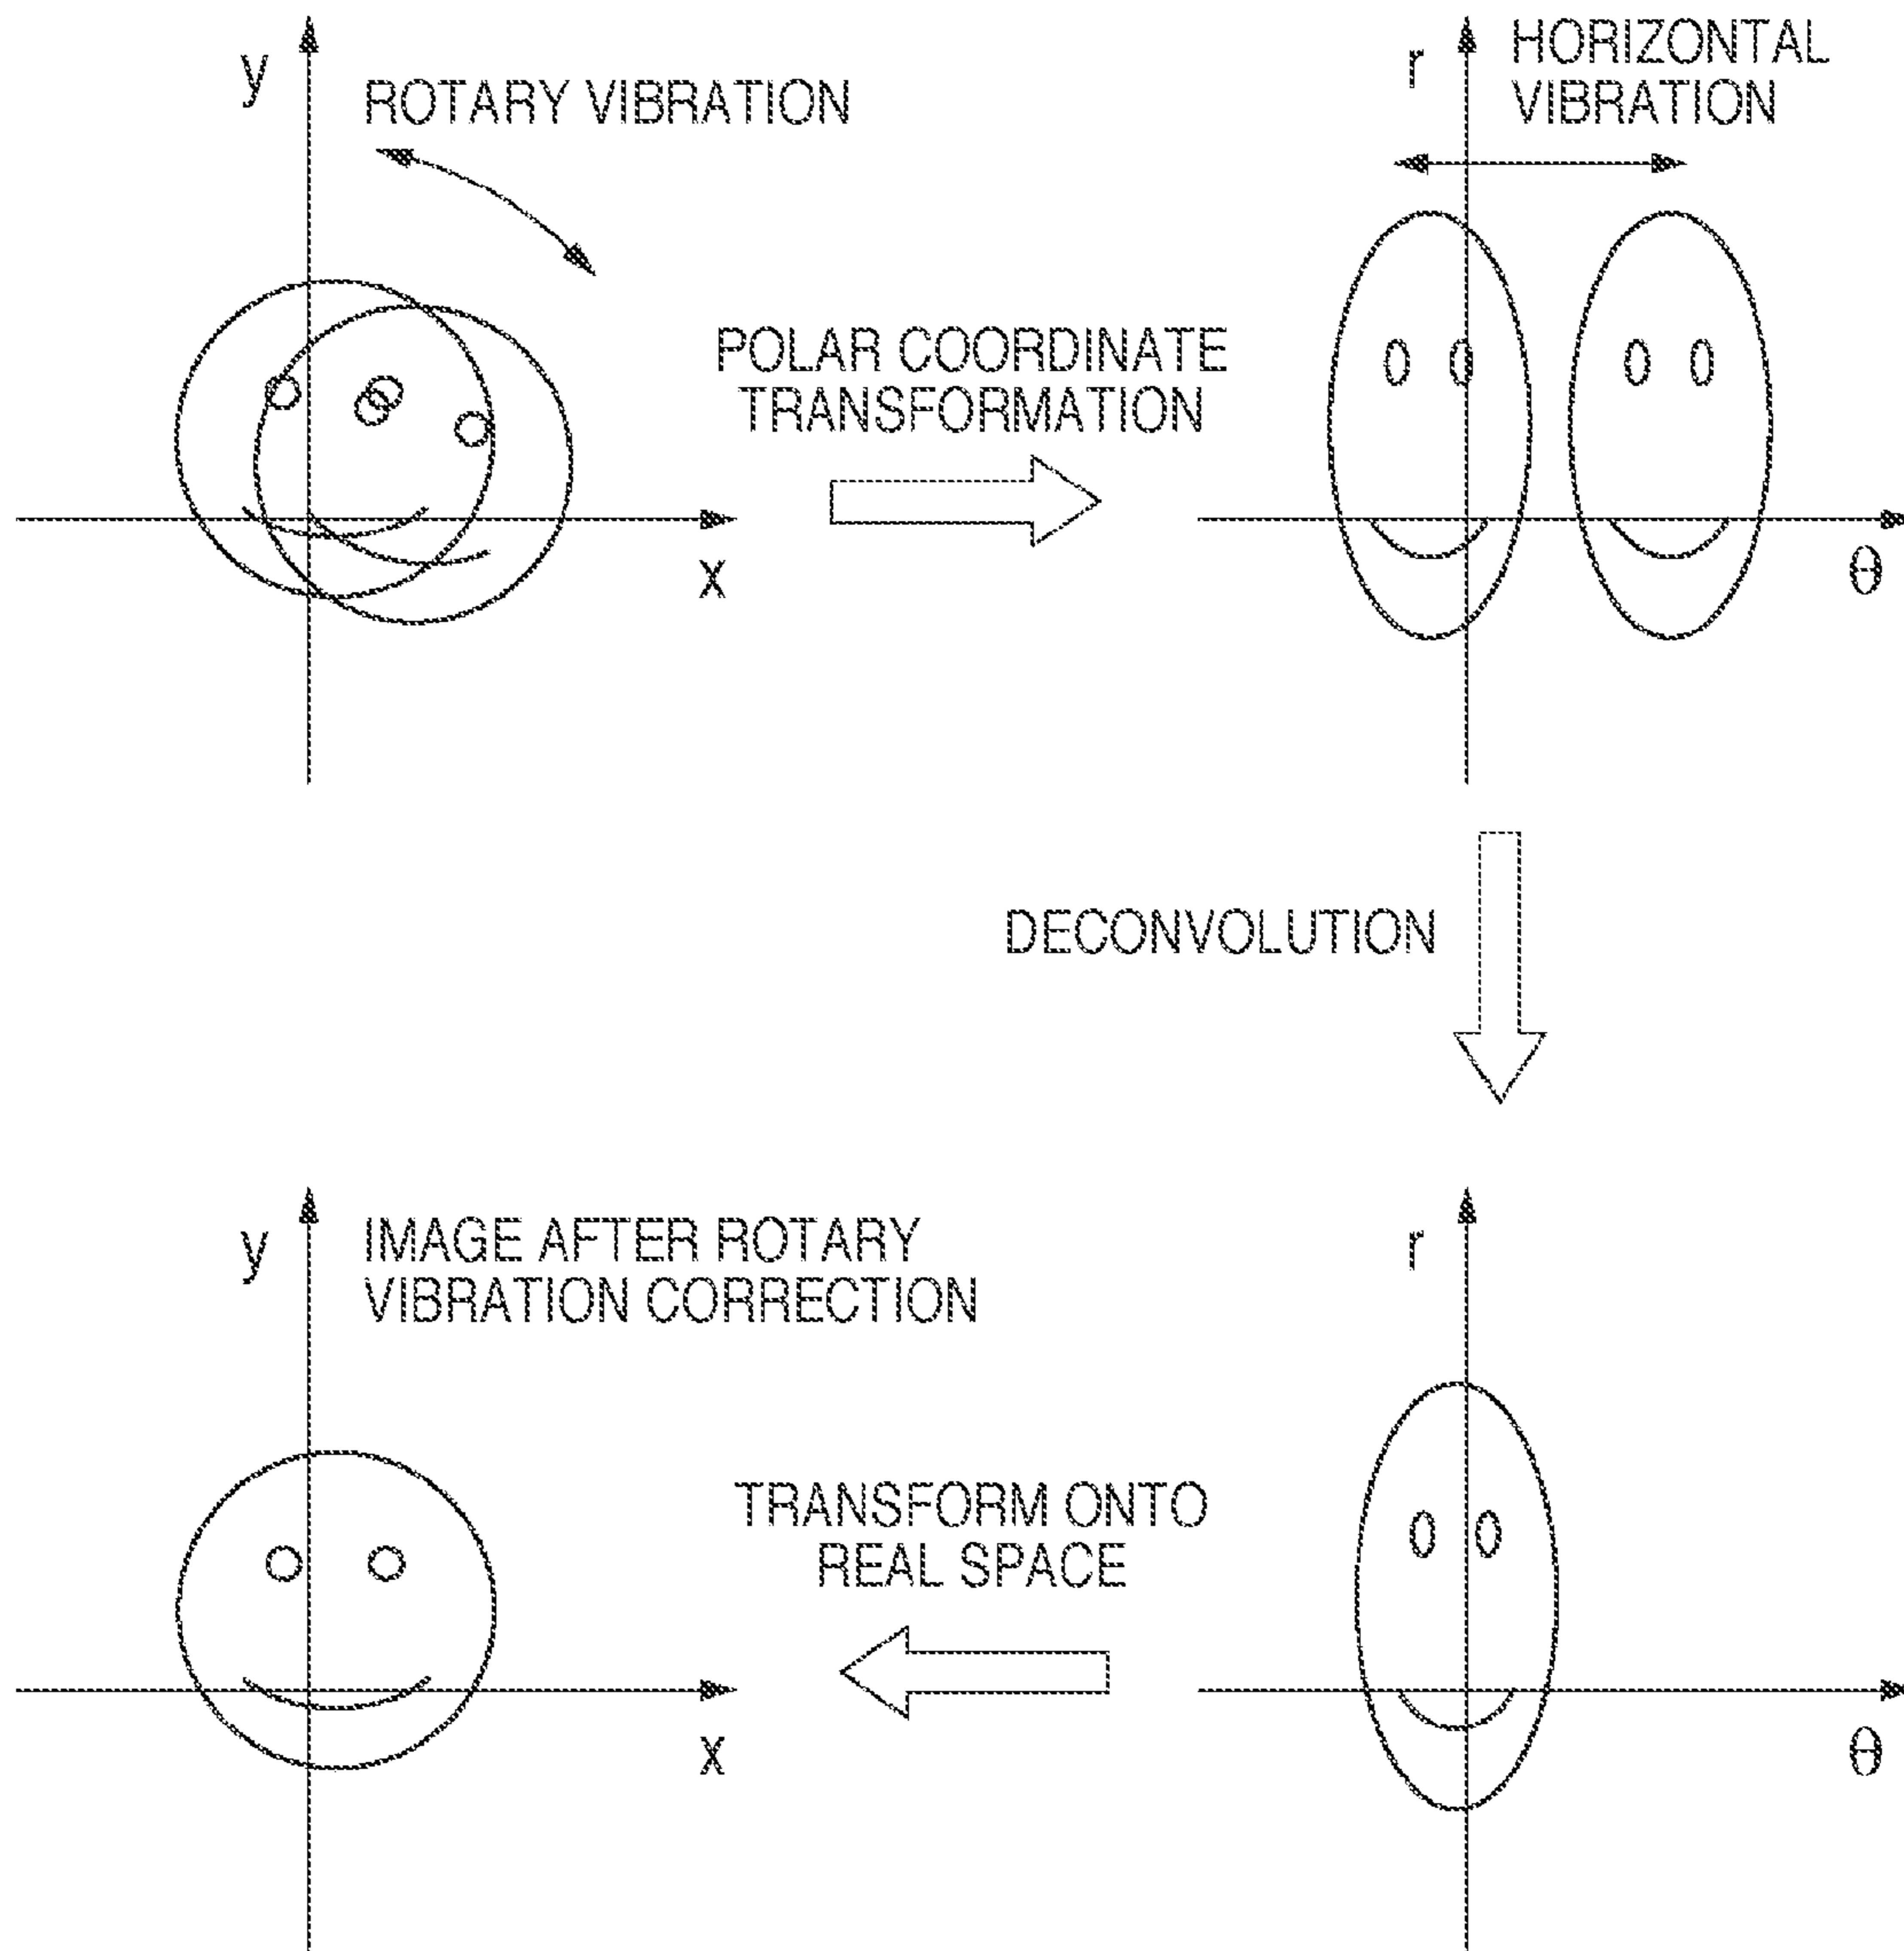 y
ROTARY VIBRATION
r
HORIZONTAL
VIBRATION
POLAR COORDINATE
TRANSFORMATION
x
θ
DECONVOLUTION
y
IMAGE AFTER ROTARY
VIBRATION CORRECTION
r
TRANSFORM ONTO
REAL SPACE
x
θ